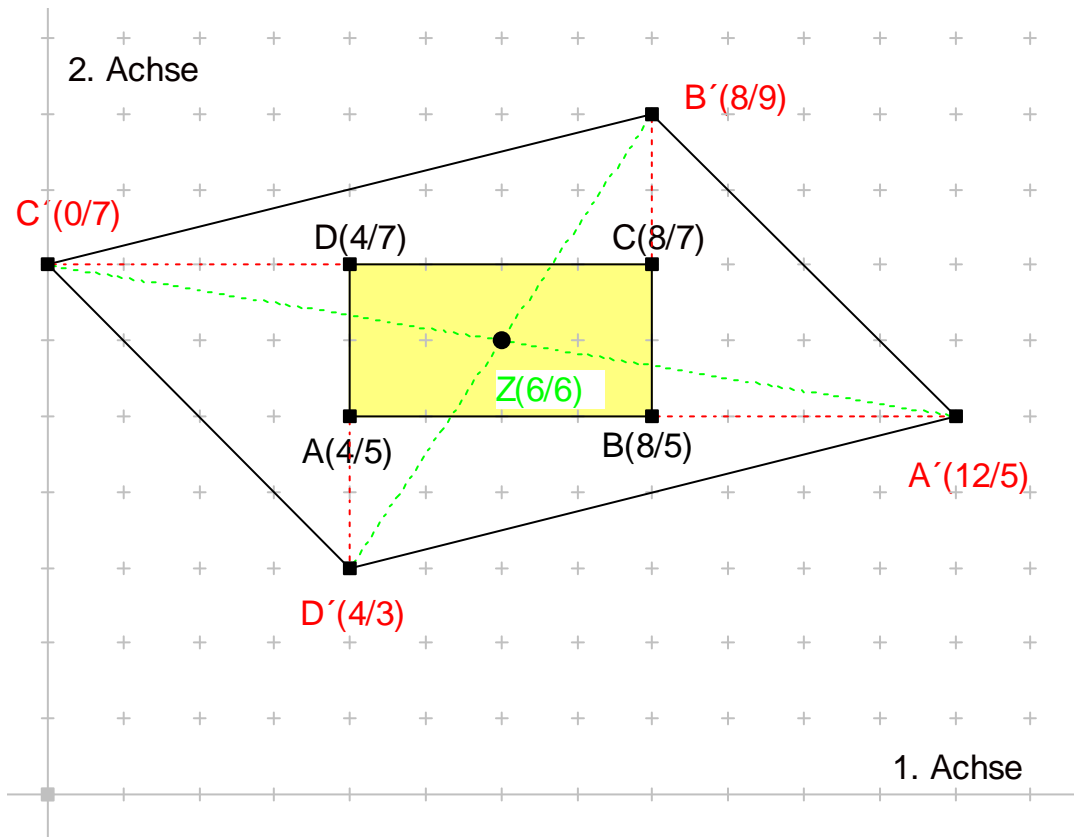 2. Achse
B´(8/9)
C´(0/7)
D(4/7)
C(8/7)
Z(6/6)
A(4/5)
B(8/5)
A´(12/5)
D´(4/3)
1. Achse